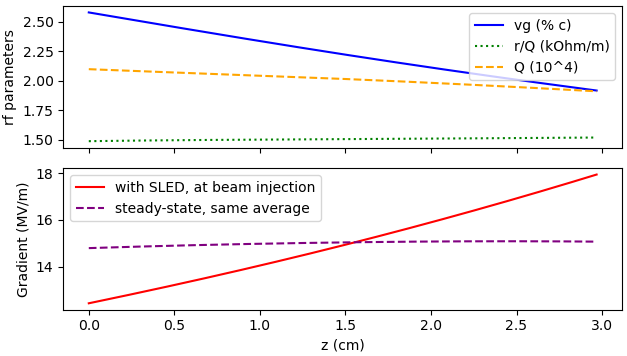 rf parameters
2.50
2.25
2.00
1.75
1.50
vg (% c)
r/Q (kOhm/m)
Q (10^4)
Gradient (MV/m)
18
16
14
with SLED, at beam injection
steady-state, same average
0.0 0.5 1.0 1.5 2.0 2.5 3.0
z (cm)